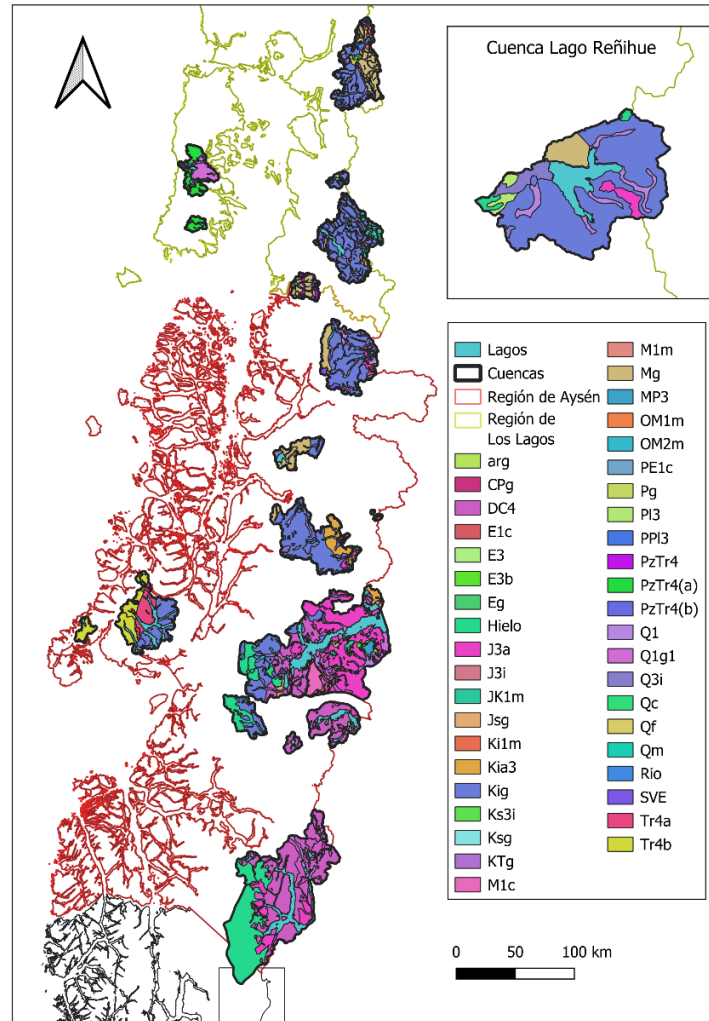 Cuenca Lago Reñihue
Lagos
Cuencas
Región de Aysén
Región de
Los Lagos
arg
CPg
DC4
E1c
E3
E3b
Eg
Hielo
J3a
J3i
JK1m
Jsg
Ki1m
Kia3
Kig
Ks3i
Ksg
KTg
M1c
M1m
Mg
MP3
OM1m
OM2m
PE1c
Pg
Pl3
PPl3
PzTr4
PzTr4(a)
PzTr4(b)
Q1
Q1g1
Q3i
Qc
Qf
Qm
Rio
SVE
Tr4a
Tr4b
0 50 100 km